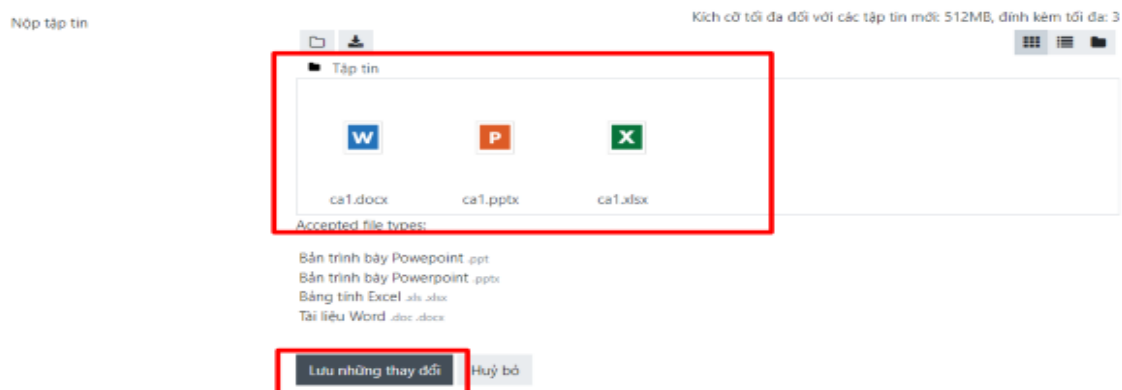 Kích cỡ tối đa đối với các tập tin mới: 512MB, đính kèm tối đa: 3
Nộp tập tin
Tập tin
W P X
ca1.docx ca1.pptx ca1.xlsx
Accepted file types:
Bản trình bày Powepoint .ppt
Bản trình bày Powerpoint .pptx
Bảng tính Excel .xls .xlsx
Tài liệu Word .doc .docx
Lưu những thay đổi Huỷ bỏ